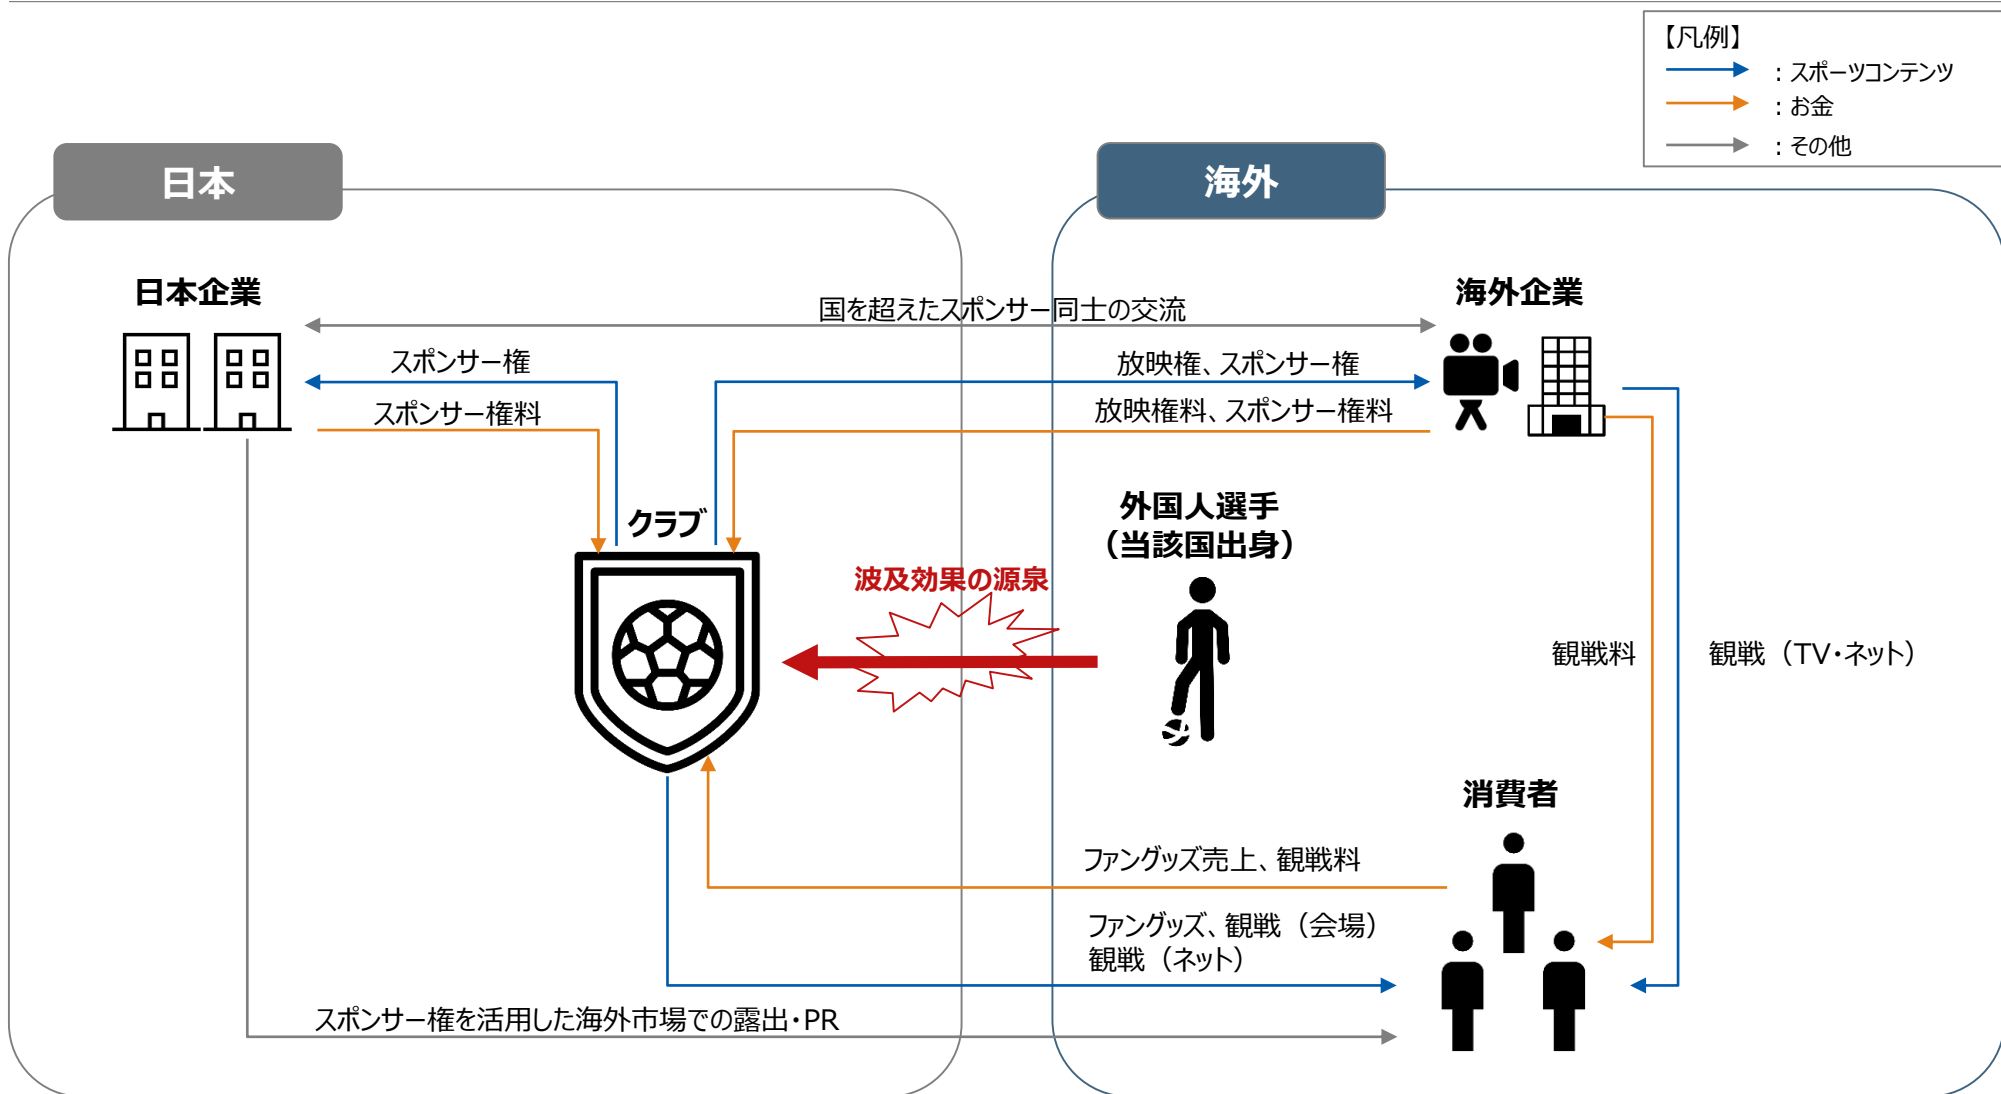 【凡例】
：スポーツコンテンツ
：お金
：その他
日本
海外
日本企業
海外企業
国を超えたスポンサー同士の交流
スポンサー権
放映権、スポンサー権
スポンサー権料
放映権料、スポンサー権料
クラブ
外国人選手
（当該国出身）
波及効果の源泉
観戦料
観戦（TV・ネット）
消費者
ファングッズ売上、観戦料
ファングッズ、観戦（会場）
観戦（ネット）
スポンサー権を活用した海外市場での露出・PR